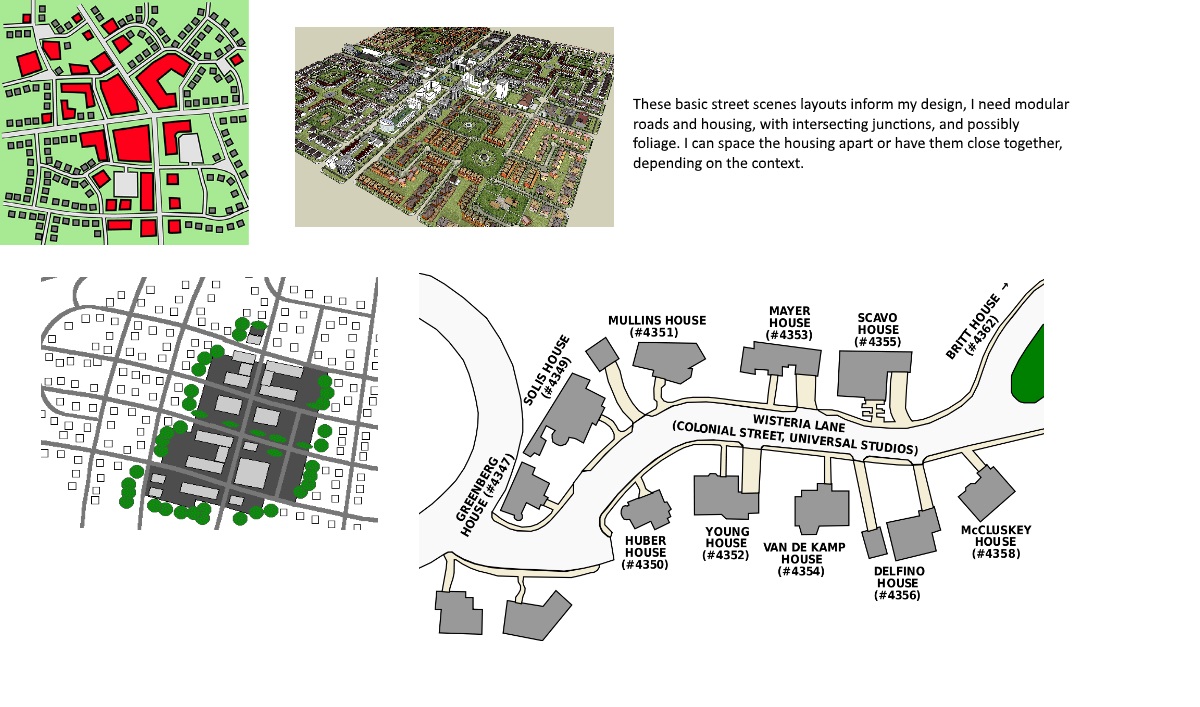 These basic street scenes layouts inform my design, I need modular
roads and housing, with intersecting junctions, and possibly
foliage. I can space the housing apart or have them close together,
depending on the context.
MULLINS HOUSE
(#4351)
MAYER
HOUSE
(#4353)
SCAVO
HOUSE
(#4355)
BRITT HOUSE →
(#4362)
SOLIS HOUSE
(#4349)
WISTERIA LANE
(COLONIAL STREET, UNIVERSAL STUDIOS)
GREENBERG
HOUSE (#4347)
HUBER
HOUSE
(#4350)
YOUNG
HOUSE
(#4352)
VAN DE KAMP
HOUSE
(#4354)
DELFINO
HOUSE
(#4356)
McCLUSKEY
HOUSE
(#4358)